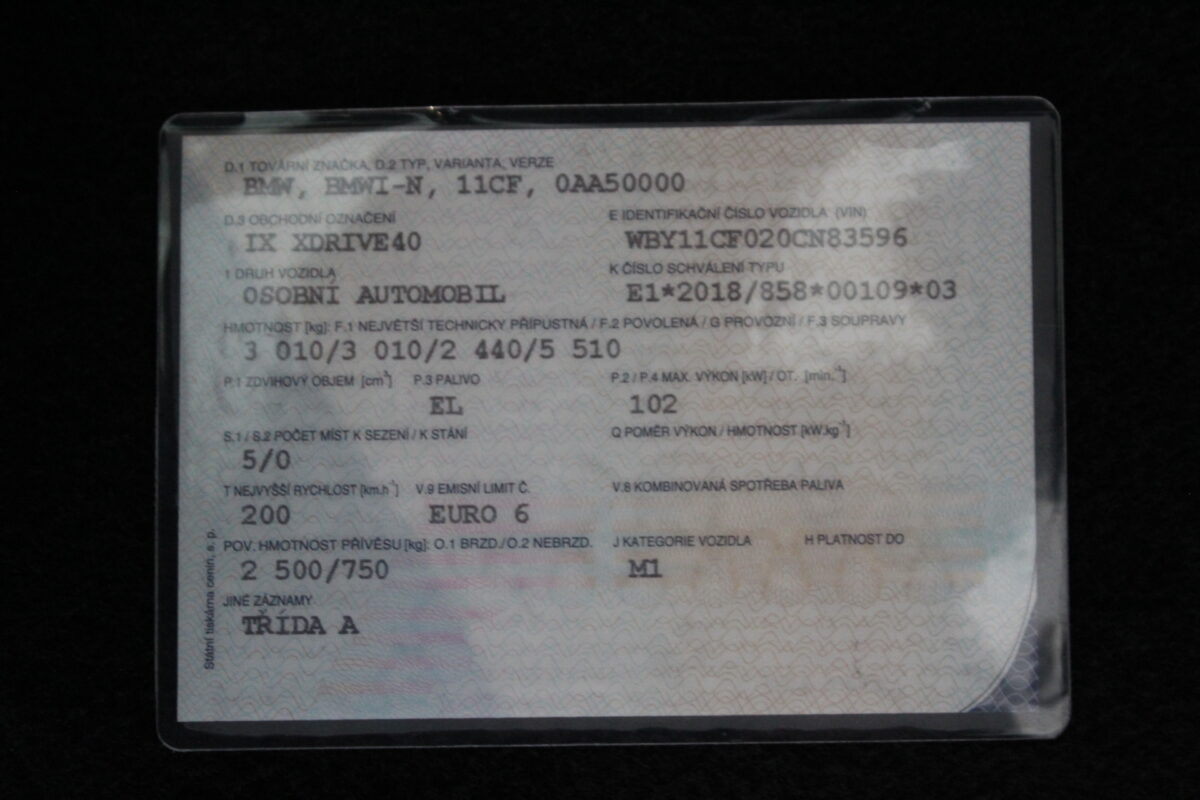 D.1 TOVÁRNÍ ZNAČKA, D.2 TYP, VARIANTA, VERZE
BMW, BMWI-N, 11CF, 0AA50000
D.3 OBCHODNÍ OZNAČENÍ E IDENTIFIKAČNÍ ČÍSLO VOZIDLA (VIN)
IX XDRIVE40 WBY11CF020CN83596
1 DRUH VOZIDLA K ČÍSLO SCHVÁLENÍ TYPU
OSOBNÍ AUTOMOBIL E1*2018/858*00109*03
HMOTNOST [kg]: F.1 NEJVĚTŠÍ TECHNICKY PŘÍPUSTNÁ / F.2 POVOLENÁ / G PROVOZNÍ / F.3 SOUPRAVY
3 010/3 010/2 440/5 510
P.1 ZDVIHOVÝ OBJEM [cm³] P.3 PALIVO P.2 / P.4 MAX. VÝKON [kW] / OT. [min.⁻¹]
EL 102
S.1 / S.2 POČET MÍST K SEZENÍ / K STÁNÍ Q POMĚR VÝKON / HMOTNOST [kW.kg⁻¹]
5/0
T NEJVYŠŠÍ RYCHLOST [km.h⁻¹] V.9 EMISNÍ LIMIT Č. V.8 KOMBINOVANÁ SPOTŘEBA PALIVA
200 EURO 6
POV. HMOTNOST PŘÍVĚSU [kg]: O.1 BRZD./O.2 NEBRZD. J KATEGORIE VOZIDLA H PLATNOST DO
2 500/750 M1
JINÉ ZÁZNAMY
TŘÍDA A
Státní tiskárna cenin, s. p.